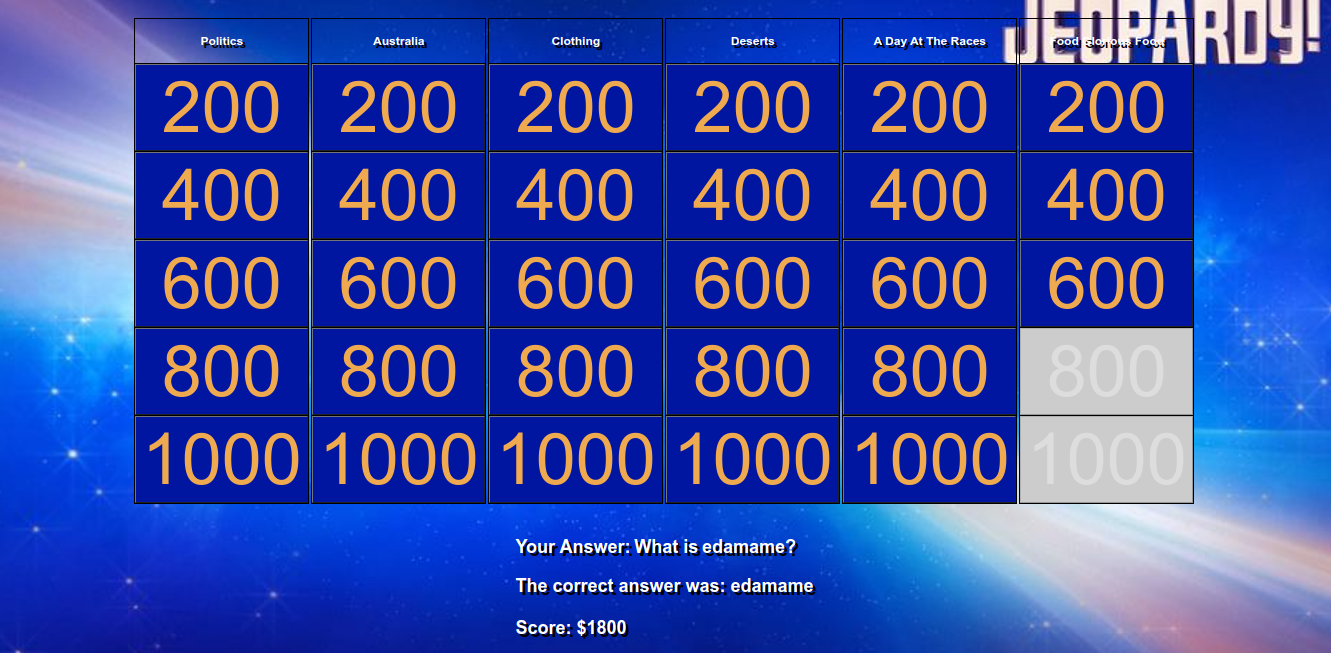 JEOPARDY!
Politics Australia Clothing Deserts A Day At The Races Food Glorious Food
200 200 200 200 200 200
400 400 400 400 400 400
600 600 600 600 600 600
800 800 800 800 800 800
1000 1000 1000 1000 1000 1000
Your Answer: What is edamame?
The correct answer was: edamame
Score: $1800